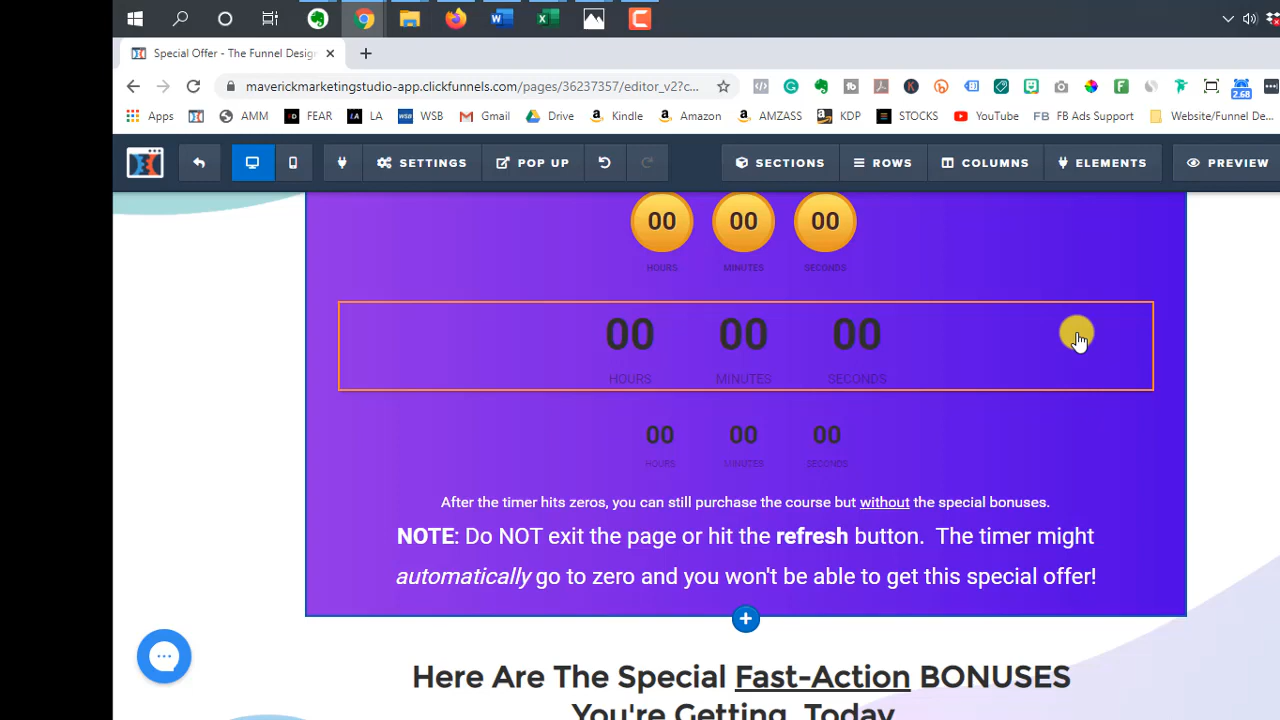 Special Offer - The Funnel Design
maverickmarketingstudio-app.clickfunnels.com/pages/36237357/editor_v2?c...
2.68
Apps AMM FEAR LA WSB Gmail Drive Kindle Amazon AMZASS KDP STOCKS YouTube FB FB Ads Support Website/Funnel De...
SETTINGS POP UP SECTIONS ROWS COLUMNS ELEMENTS PREVIEW
00 00 00
HOURS MINUTES SECONDS
00 00 00
HOURS MINUTES SECONDS
00 00 00
HOURS MINUTES SECONDS
After the timer hits zeros, you can still purchase the course but without the special bonuses.
NOTE: Do NOT exit the page or hit the refresh button. The timer might
automatically go to zero and you won't be able to get this special offer!
Here Are The Special Fast-Action BONUSES
You're Getting Today